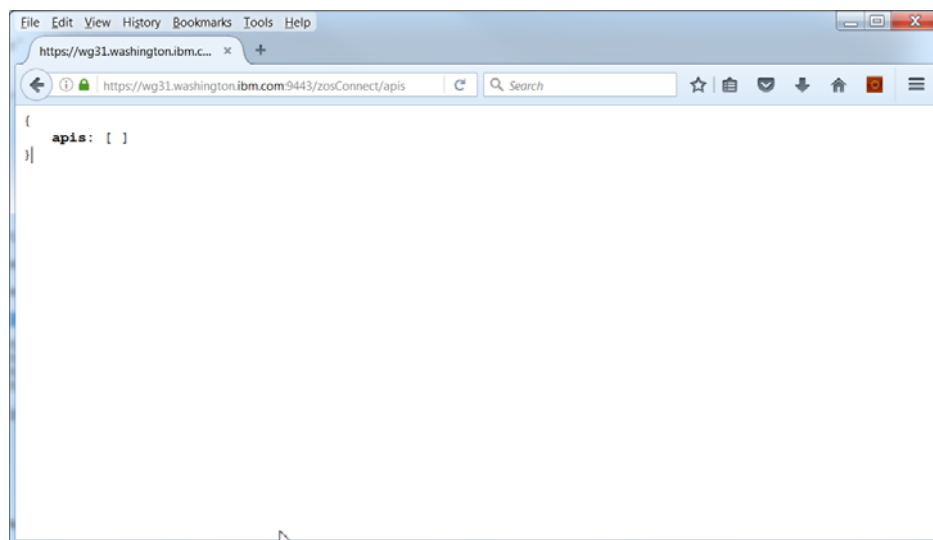 File Edit View History Bookmarks Tools Help
https://wg31.washington.ibm.c... × +
https://wg31.washington.ibm.com:9443/zosConnect/apis
Search
{
apis: [ ]
}